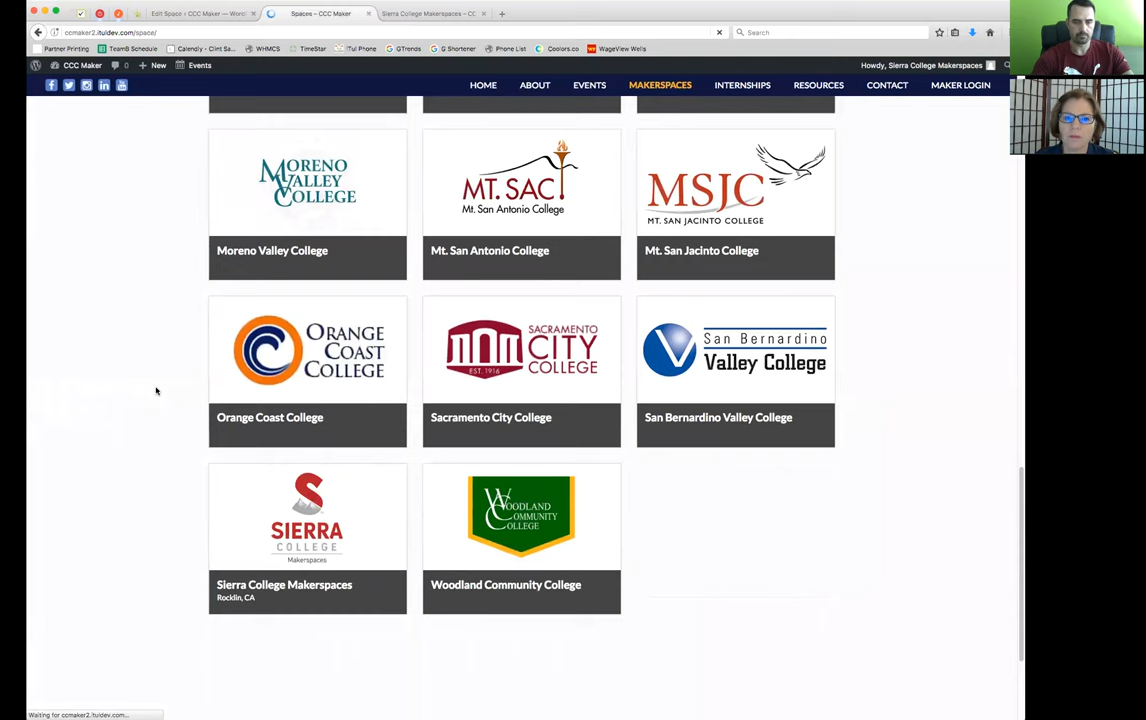 Edit Space ‹ CCC Maker — Word
Spaces – CCC Maker
Sierra College Makerspaces – CC
ccmaker2.ituldev.com/space/
Search
Partner Printing
TeamB Schedule
Calendly - Clint Sa...
WHMCS
TimeStar
iTul Phone
GTrends
G Shortener
Phone List
Coolors.co
WageView Wells
CCC Maker
0
+ New
Events
Howdy, Sierra College Makerspaces
HOME
ABOUT
EVENTS
MAKERSPACES
INTERNSHIPS
RESOURCES
CONTACT
MAKER LOGIN
MORENO
VALLEY
COLLEGE
Moreno Valley College
MT. SAC
Mt. San Antonio College
Mt. San Antonio College
MSJC
MT. SAN JACINTO COLLEGE
Mt. San Jacinto College
ORANGE
COAST
COLLEGE
Orange Coast College
SACRAMENTO
CITY
COLLEGE
EST. 1916
Sacramento City College
San Bernardino
Valley College
San Bernardino Valley College
SIERRA
COLLEGE
Makerspaces
Sierra College Makerspaces
Rocklin, CA
WOODLAND
COMMUNITY
COLLEGE
Woodland Community College
Waiting for ccmaker2.ituldev.com...